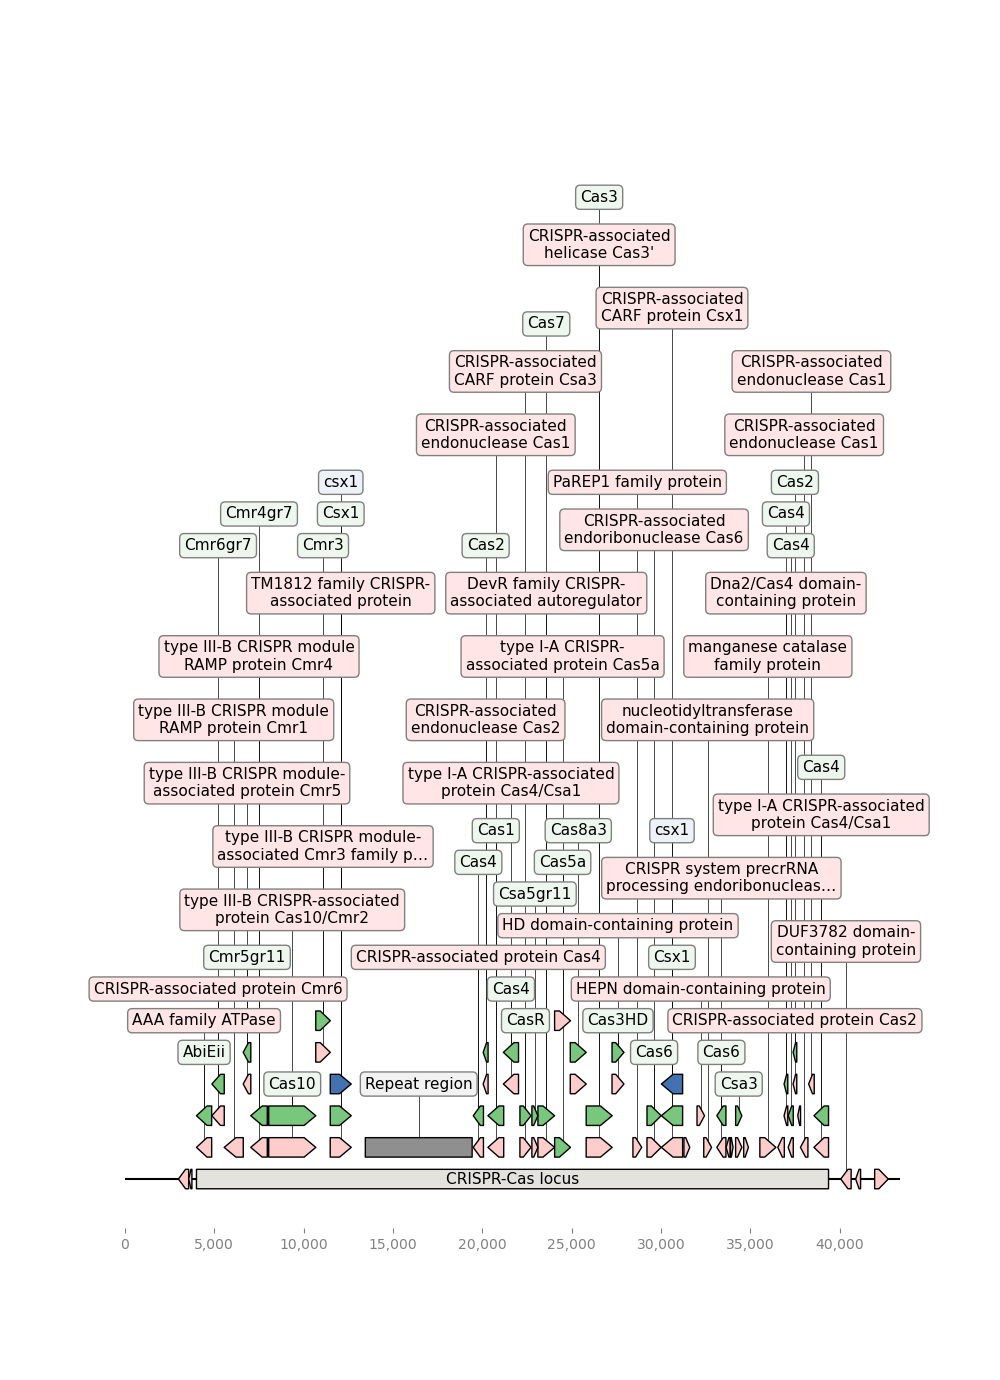 Cas3
CRISPR-associated
helicase Cas3'
CRISPR-associated
CARF protein Csx1
Cas7
CRISPR-associated
CARF protein Csa3
CRISPR-associated
endonuclease Cas1
CRISPR-associated
endonuclease Cas1
CRISPR-associated
endonuclease Cas1
csx1
PaREP1 family protein
Cas2
Cmr4gr7
Csx1
Cas4
CRISPR-associated
endoribonuclease Cas6
Cmr6gr7
Cmr3
Cas2
Cas4
TM1812 family CRISPR-
associated protein
DevR family CRISPR-
associated autoregulator
Dna2/Cas4 domain-
containing protein
type III-B CRISPR module
RAMP protein Cmr4
type I-A CRISPR-
associated protein Cas5a
manganese catalase
family protein
type III-B CRISPR module
RAMP protein Cmr1
CRISPR-associated
endonuclease Cas2
nucleotidyltransferase
domain-containing protein
type III-B CRISPR module-
associated protein Cmr5
type I-A CRISPR-associated
protein Cas4/Csa1
Cas4
type I-A CRISPR-associated
protein Cas4/Csa1
type III-B CRISPR module-
associated Cmr3 family p...
Cas1
Cas8a3
csx1
Cas4
Cas5a
CRISPR system precrRNA
processing endoribonucleas...
Csa5gr11
type III-B CRISPR-associated
protein Cas10/Cmr2
HD domain-containing protein
DUF3782 domain-
containing protein
Cmr5gr11
CRISPR-associated protein Cas4
Csx1
CRISPR-associated protein Cmr6
Cas4
HEPN domain-containing protein
AAA family ATPase
CasR
Cas3HD
CRISPR-associated protein Cas2
AbiEii
Cas6
Cas6
Cas10
Repeat region
Csa3
CRISPR-Cas locus
0
5,000
10,000
15,000
20,000
25,000
30,000
35,000
40,000